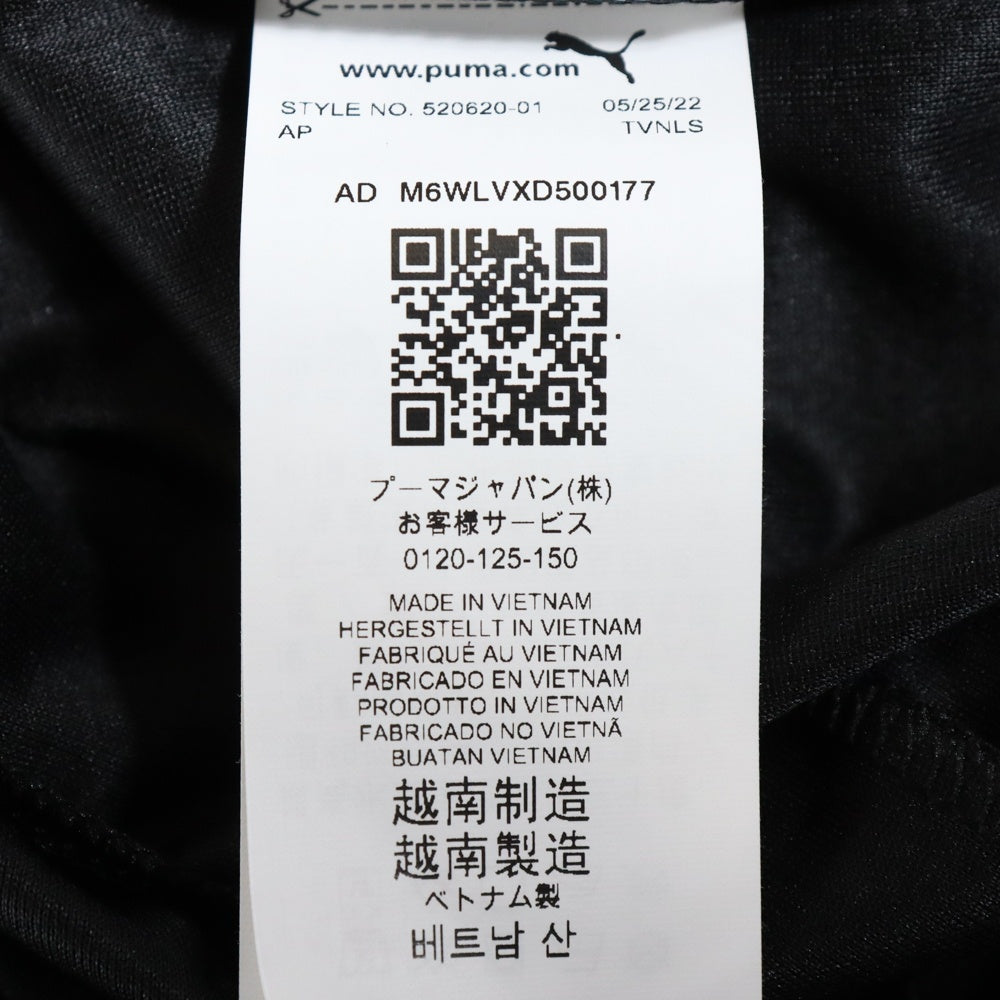 www.puma.com
STYLE NO. 520620-01 05/25/22
AP TVNLS
AD M6WLVXD500177
プーマジャパン(株)
お客様サービス
0120-125-150
MADE IN VIETNAM
HERGESTELLT IN VIETNAM
FABRIQUÉ AU VIETNAM
FABRICADO EN VIETNAM
PRODOTTO IN VIETNAM
FABRICADO NO VIETNÃ
BUATAN VIETNAM
越南制造
越南製造
ベトナム製
베트남 산